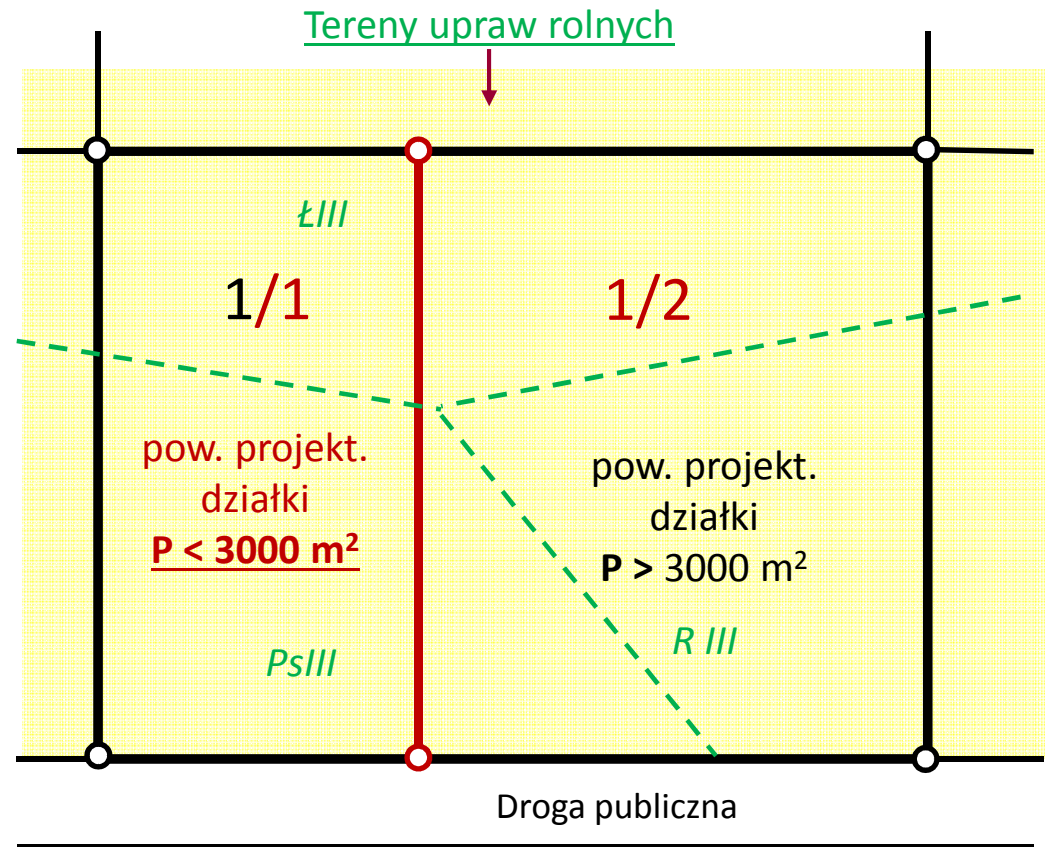 Tereny upraw rolnych
ŁIII
1/1
1/2
pow. projekt.
działki
P < 3000 m²
pow. projekt.
działki
P > 3000 m²
PsIII
R III
Droga publiczna